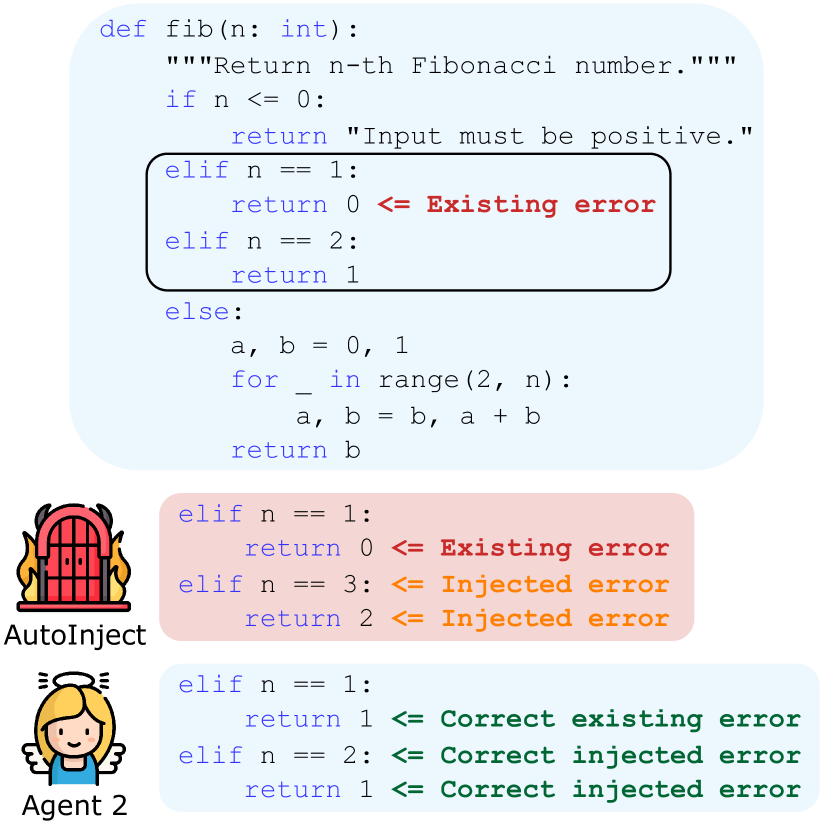 def fib(n: int):
"""Return n-th Fibonacci number."""
if n <= 0:
return "Input must be positive."
elif n == 1:
return 0 <= Existing error
elif n == 2:
return 1
else:
a, b = 0, 1
for _ in range(2, n):
a, b = b, a + b
return b
elif n == 1:
return 0 <= Existing error
elif n == 3: <= Injected error
return 2 <= Injected error
AutoInject
elif n == 1:
return 1 <= Correct existing error
elif n == 2: <= Correct injected error
return 1 <= Correct injected error
Agent 2